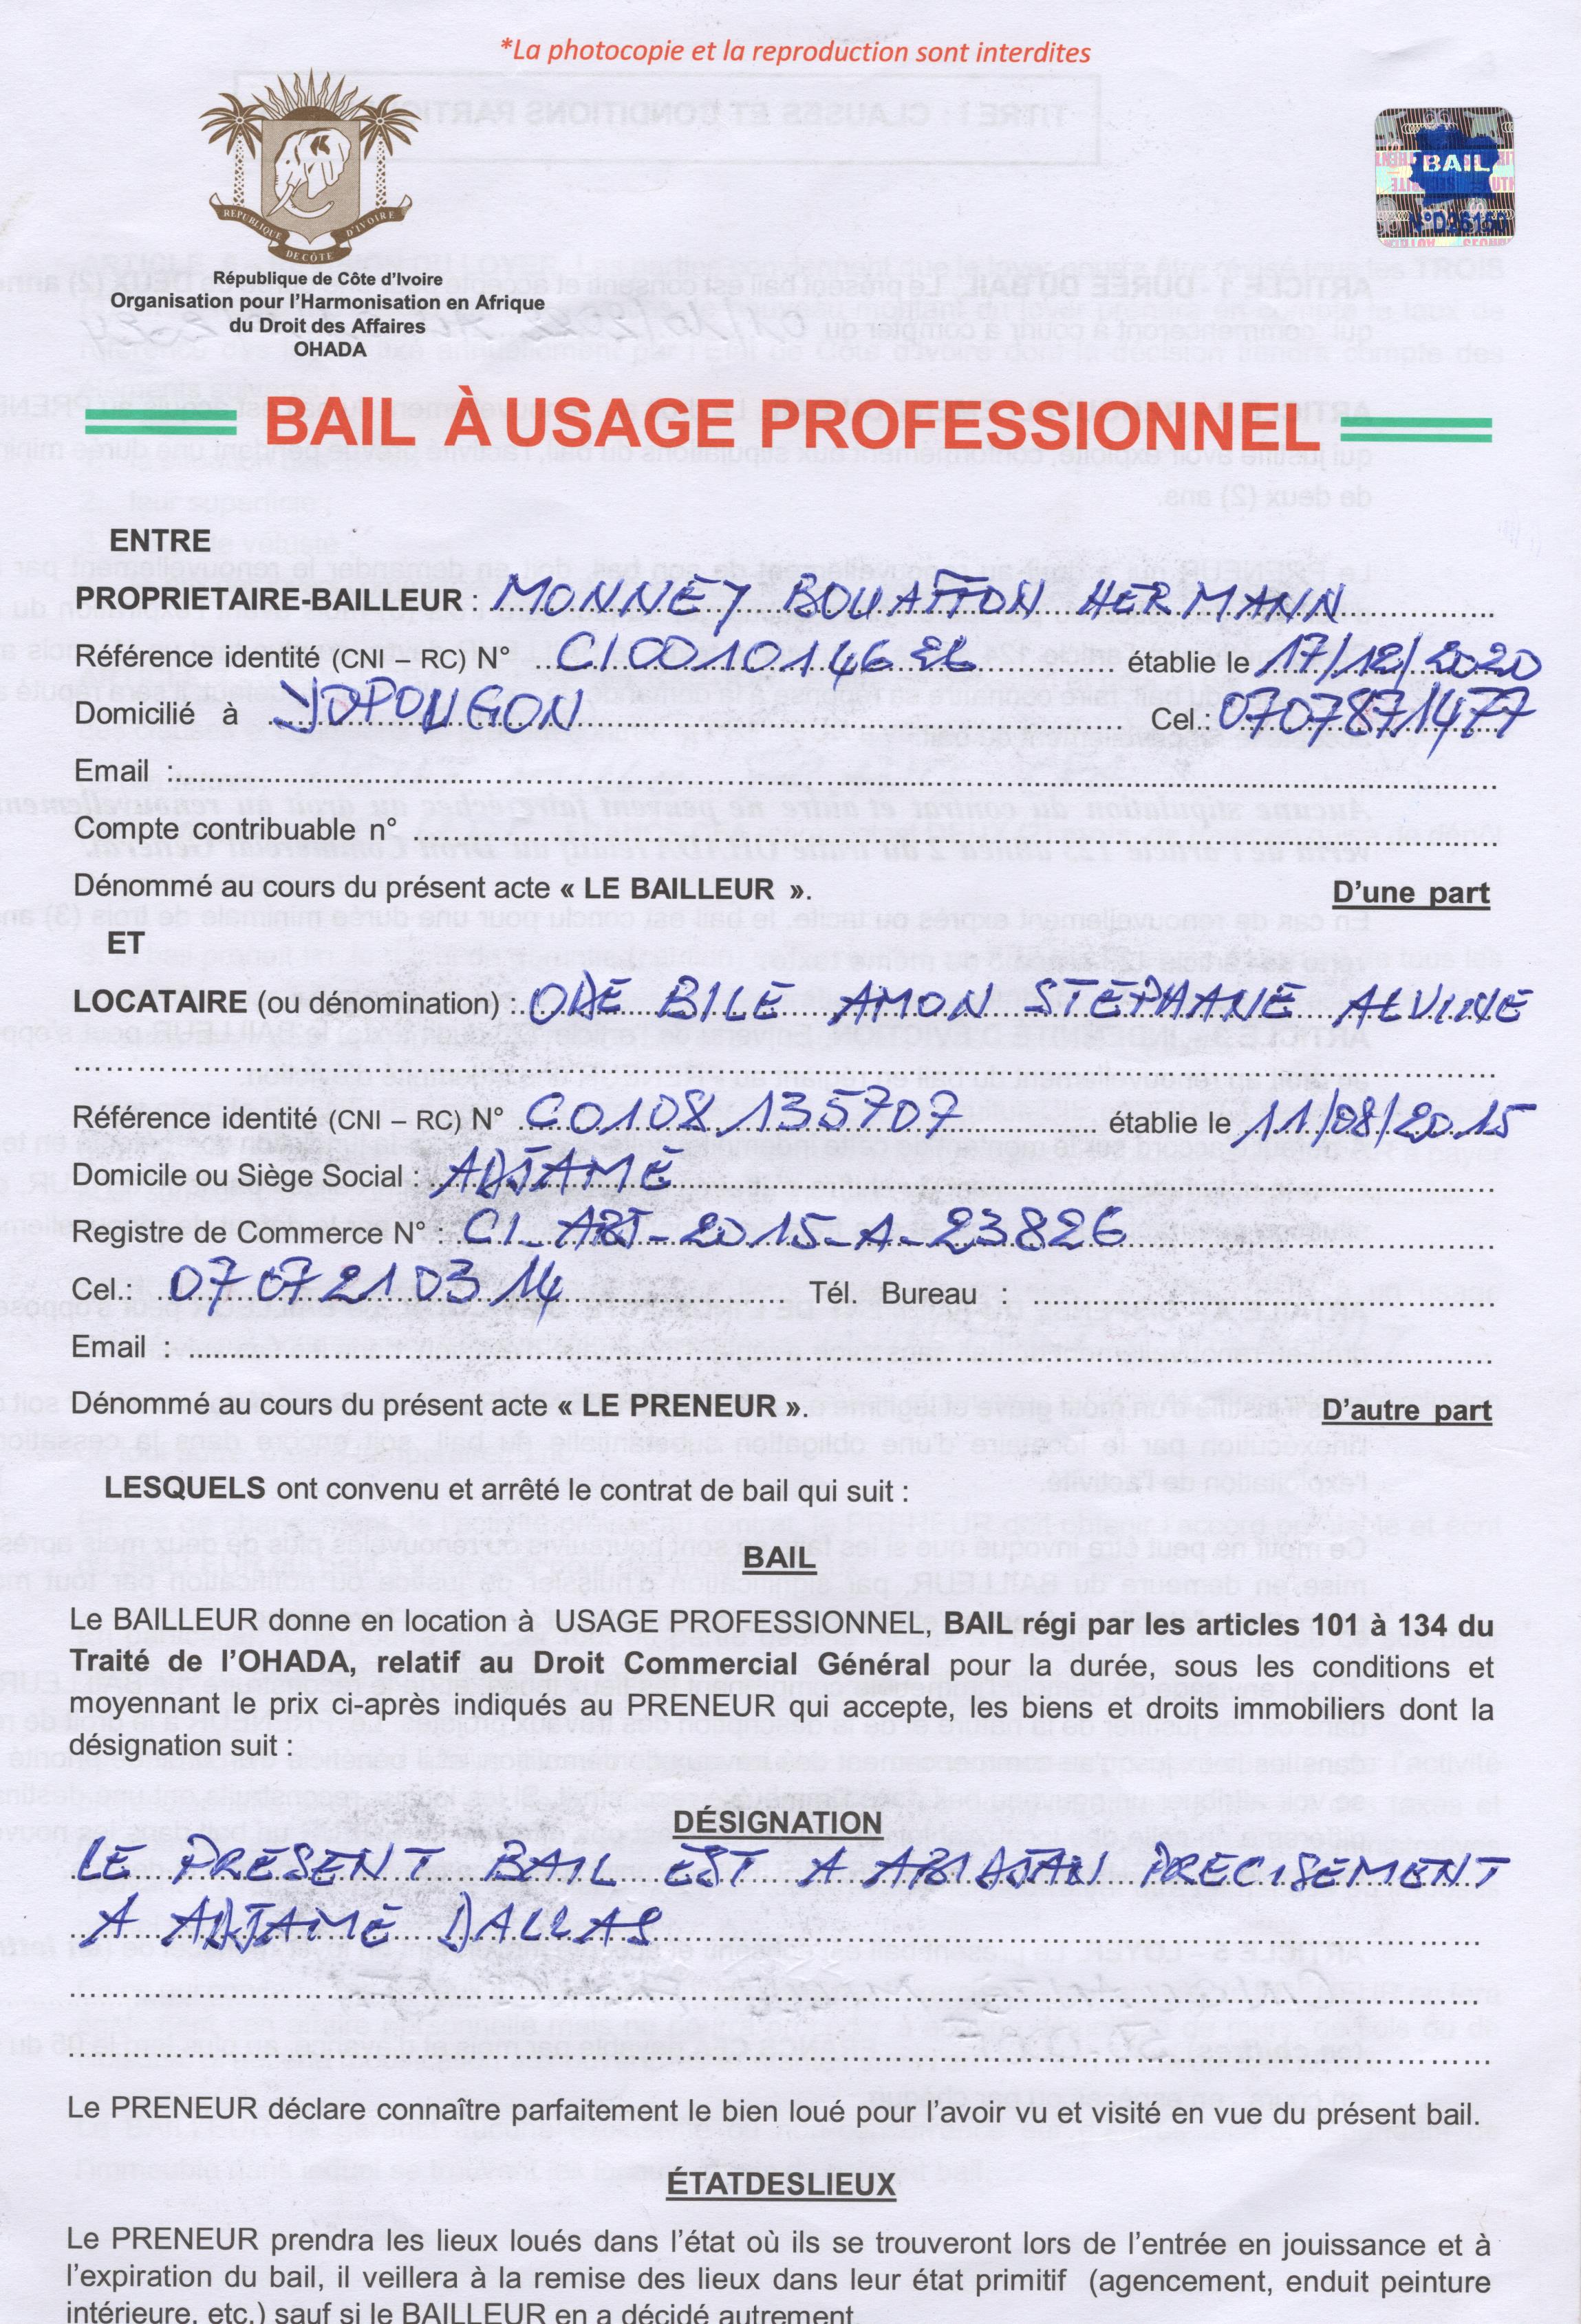 *La photocopie et la reproduction sont interdites
REPUBLIQUE DE CÔTE D'IVOIRE
BAIL
République de Côte d'Ivoire
Organisation pour l'Harmonisation en Afrique
du Droit des Affaires
OHADA
BAIL À USAGE PROFESSIONNEL
ENTRE
PROPRIETAIRE-BAILLEUR : MONNEY BOUAFFON HERMANN
Référence identité (CNI – RC) N° établie le 17/12/2020
Domicilié à YOPOUGON Cel.: 0707871477
Email :
Compte contribuable n°
Dénommé au cours du présent acte « LE BAILLEUR ». D'une part
ET
LOCATAIRE (ou dénomination) : ODE BILE AMON STEPHANE ALVINE
Référence identité (CNI – RC) N° C0108135707 établie le 11/08/2015
Domicile ou Siège Social : ADJAMÉ
Registre de Commerce N° : CI-ABJ-2015-A-23826
Cel.: 0707210314 Tél. Bureau :
Email :
Dénommé au cours du présent acte « LE PRENEUR ». D'autre part
LESQUELS ont convenu et arrêté le contrat de bail qui suit :
BAIL
Le BAILLEUR donne en location à USAGE PROFESSIONNEL, BAIL régi par les articles 101 à 134 du
Traité de l'OHADA, relatif au Droit Commercial Général pour la durée, sous les conditions et
moyennant le prix ci-après indiqués au PRENEUR qui accepte, les biens et droits immobiliers dont la
désignation suit :
DÉSIGNATION
LE PRESENT BAIL EST A ABIDJAN PRECISEMENT
A ADJAMÉ DALLAS
Le PRENEUR déclare connaître parfaitement le bien loué pour l'avoir vu et visité en vue du présent bail.
ÉTATDESLIEUX
Le PRENEUR prendra les lieux loués dans l'état où ils se trouveront lors de l'entrée en jouissance et à
l'expiration du bail, il veillera à la remise des lieux dans leur état primitif (agencement, enduit peinture
intérieure, etc.) sauf si le BAILLEUR en a décidé autrement.